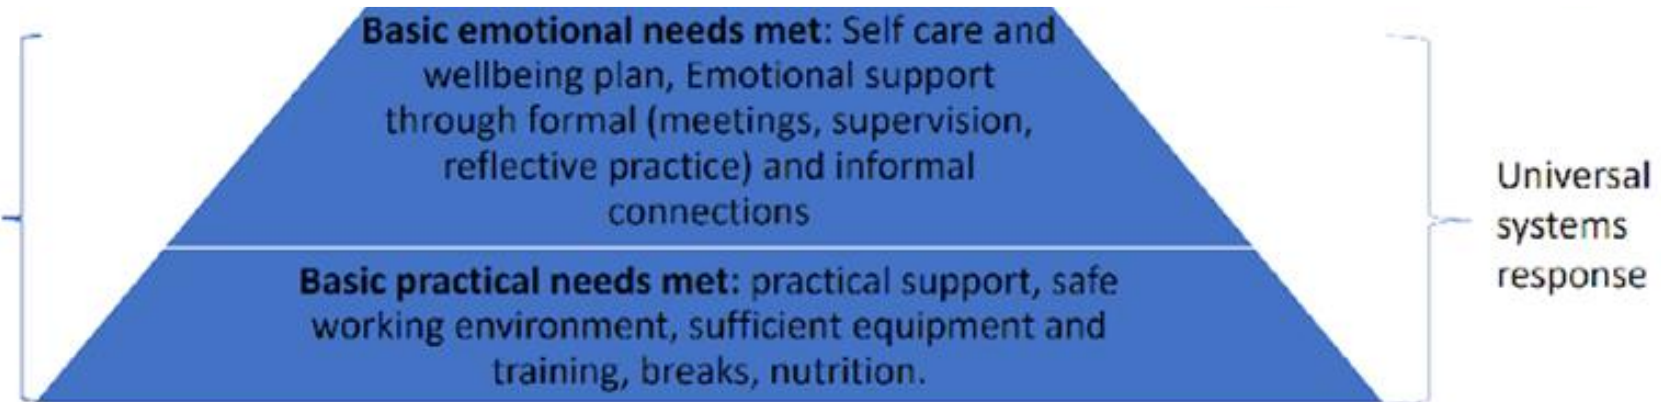 Basic emotional needs met: Self care and
wellbeing plan, Emotional support
through formal (meetings, supervision,
reflective practice) and informal
connections
Basic practical needs met: practical support, safe
working environment, sufficient equipment and
training, breaks, nutrition.
Universal
systems
response